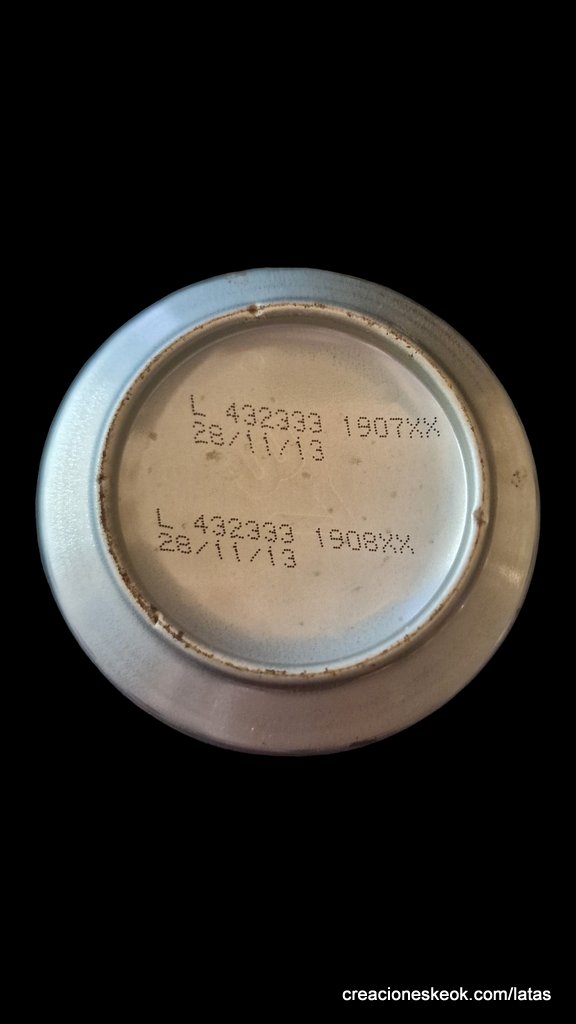 L 432333 1907XX
28/11/13
L 432333 1908XX
28/11/13
creacioneskeok.com/latas